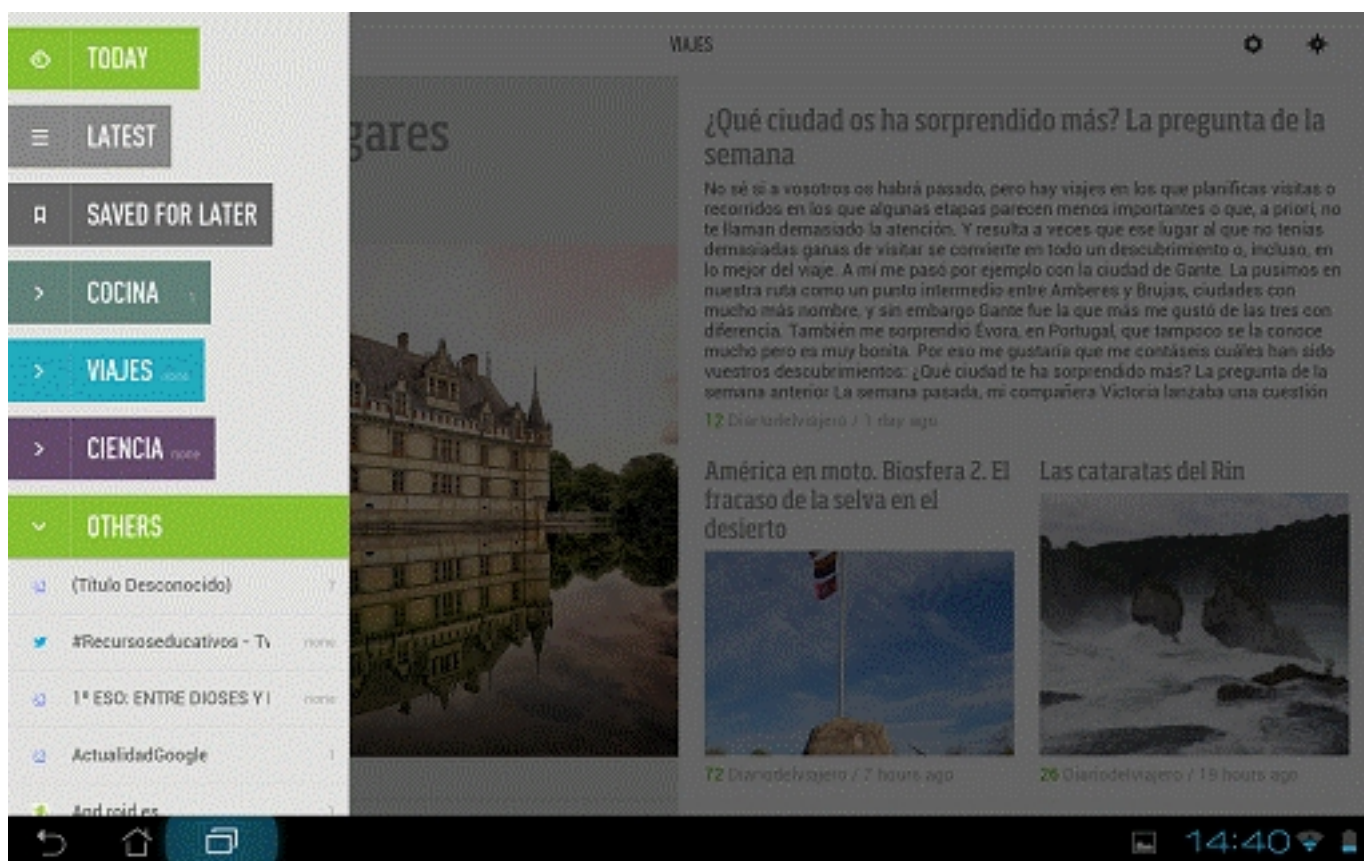 TODAY
LATEST
SAVED FOR LATER
COCINA
VIAJES none
CIENCIA none
OTHERS
(Título Desconocido) 7
#Recursoseducativos - Tv none
1ª ESO: ENTRE DIOSES Y I none
ActualidadGoogle 1
Android.es
VIAJES
gares
¿Qué ciudad os ha sorprendido más? La pregunta de la
semana
No sé si a vosotros os habrá pasado, pero hay viajes en los que planificas visitas o
recorridos en los que algunas etapas parecen menos importantes o que, a priori, no
te llaman demasiado la atención. Y resulta a veces que ese lugar al que no tenías
demasiadas ganas de visitar se convierte en todo un descubrimiento o, incluso, en
lo mejor del viaje. A mí me pasó por ejemplo con la ciudad de Gante. La pusimos en
nuestra ruta como un punto intermedio entre Amberes y Brujas, ciudades con
mucho más nombre, y sin embargo Gante fue la que más me gustó de las tres con
diferencia. También me sorprendió Évora, en Portugal, que tampoco se la conoce
mucho pero es muy bonita. Por eso me gustaría que me contáseis cuáles han sido
vuestros descubrimientos: ¿Qué ciudad te ha sorprendido más? La pregunta de la
semana anterior La semana pasada, mi compañera Victoria lanzaba una cuestión
12 Diariodelviajero / 1 day ago
América en moto. Biosfera 2. El
fracaso de la selva en el
desierto
72 Diariodelviajero / 7 hours ago
Las cataratas del Rin
26 Diariodelviajero / 19 hours ago
14:40